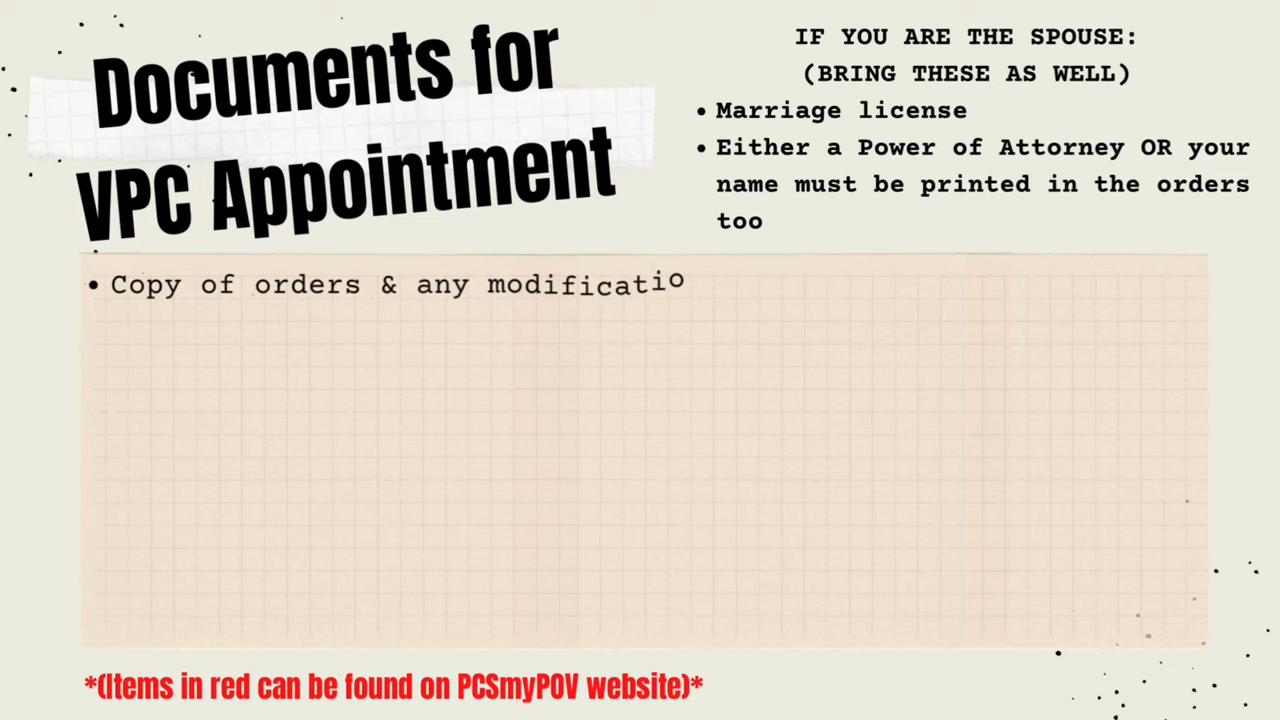 Documents for
VPC Appointment
IF YOU ARE THE SPOUSE:
(BRING THESE AS WELL)
• Marriage license
• Either a Power of Attorney OR your
name must be printed in the orders
too
• Copy of orders & any modificatio
*(Items in red can be found on PCSmyPOV website)*